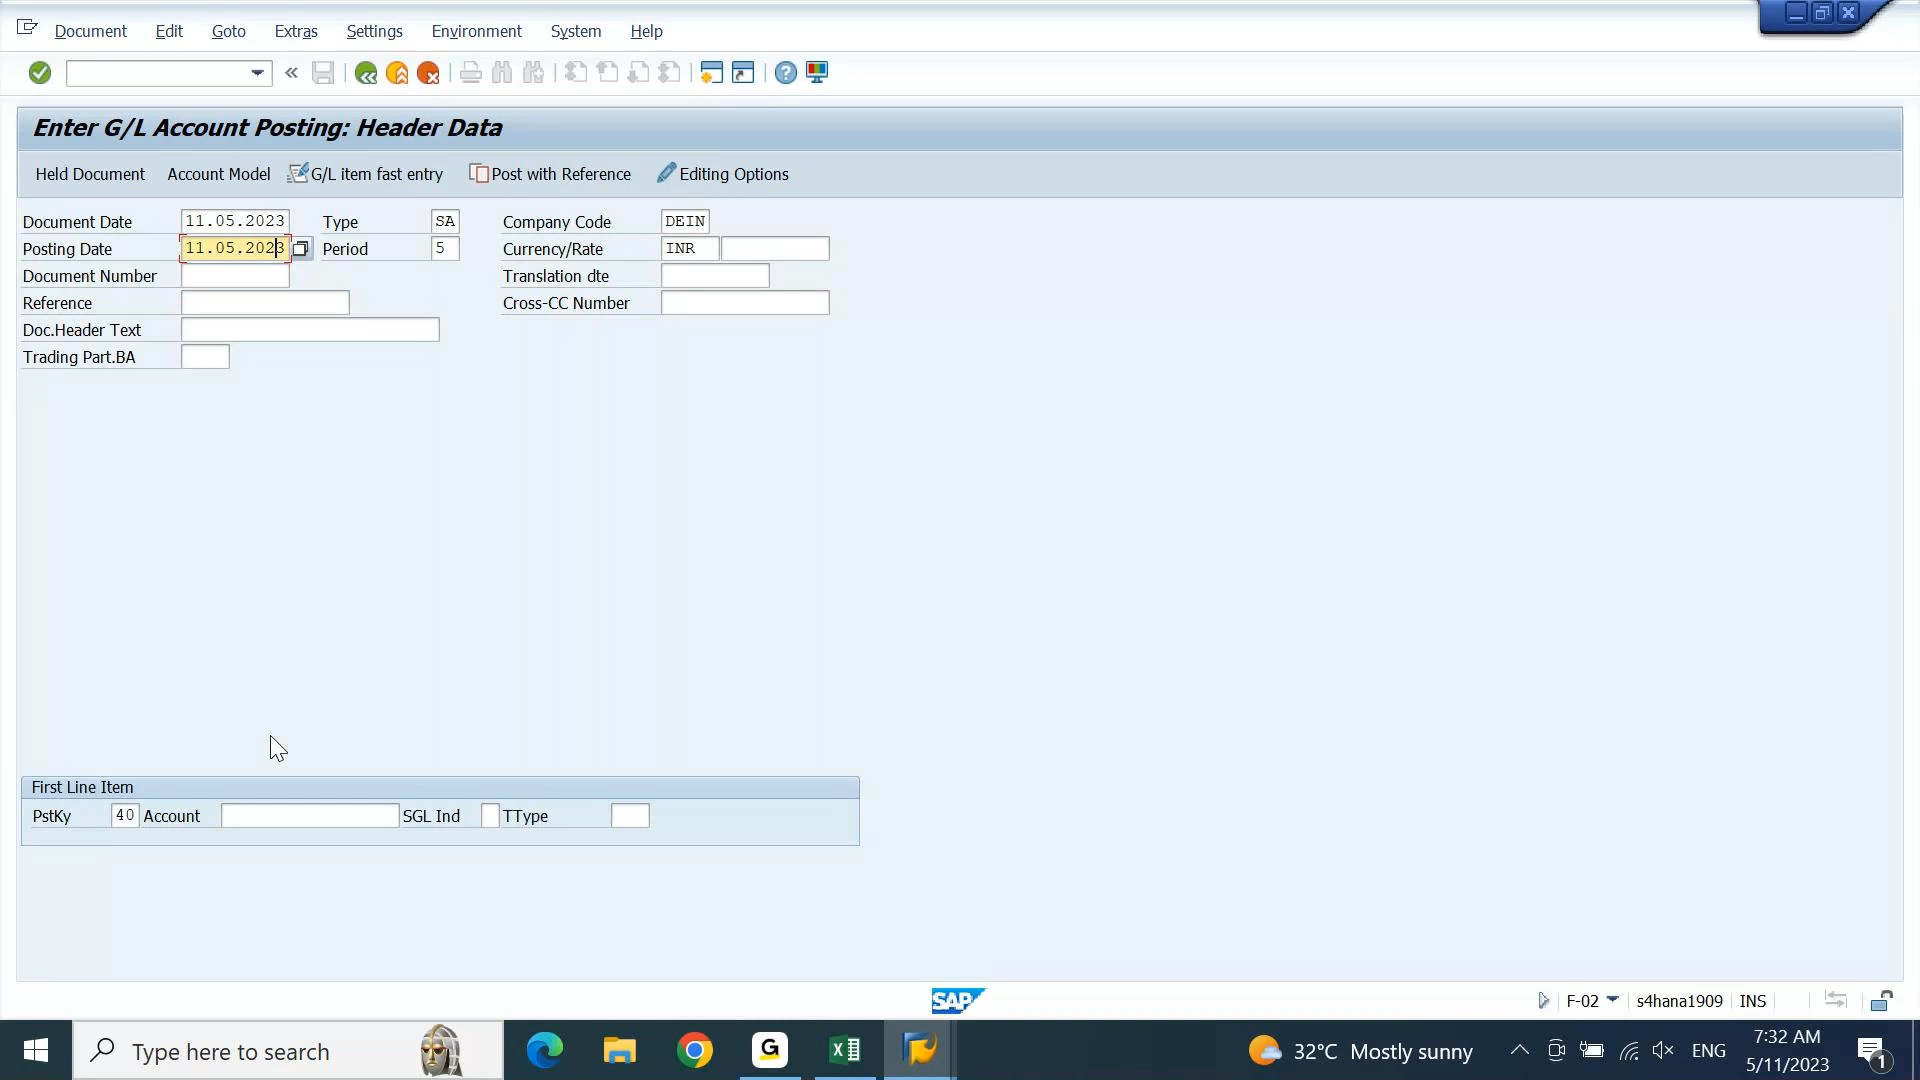 Document Edit Goto Extras Settings Environment System Help
Enter G/L Account Posting: Header Data
Held Document Account Model G/L item fast entry Post with Reference Editing Options
Document Date 11.05.2023 Type SA Company Code DEIN
Posting Date 11.05.2023 Period 5 Currency/Rate INR
Document Number Translation dte
Reference Cross-CC Number
Doc.Header Text
Trading Part.BA
First Line Item
PstKy 40 Account SGL Ind TType
SAP F-02 s4hana1909 INS
Type here to search G 32°C Mostly sunny ENG 7:32 AM
5/11/2023 1